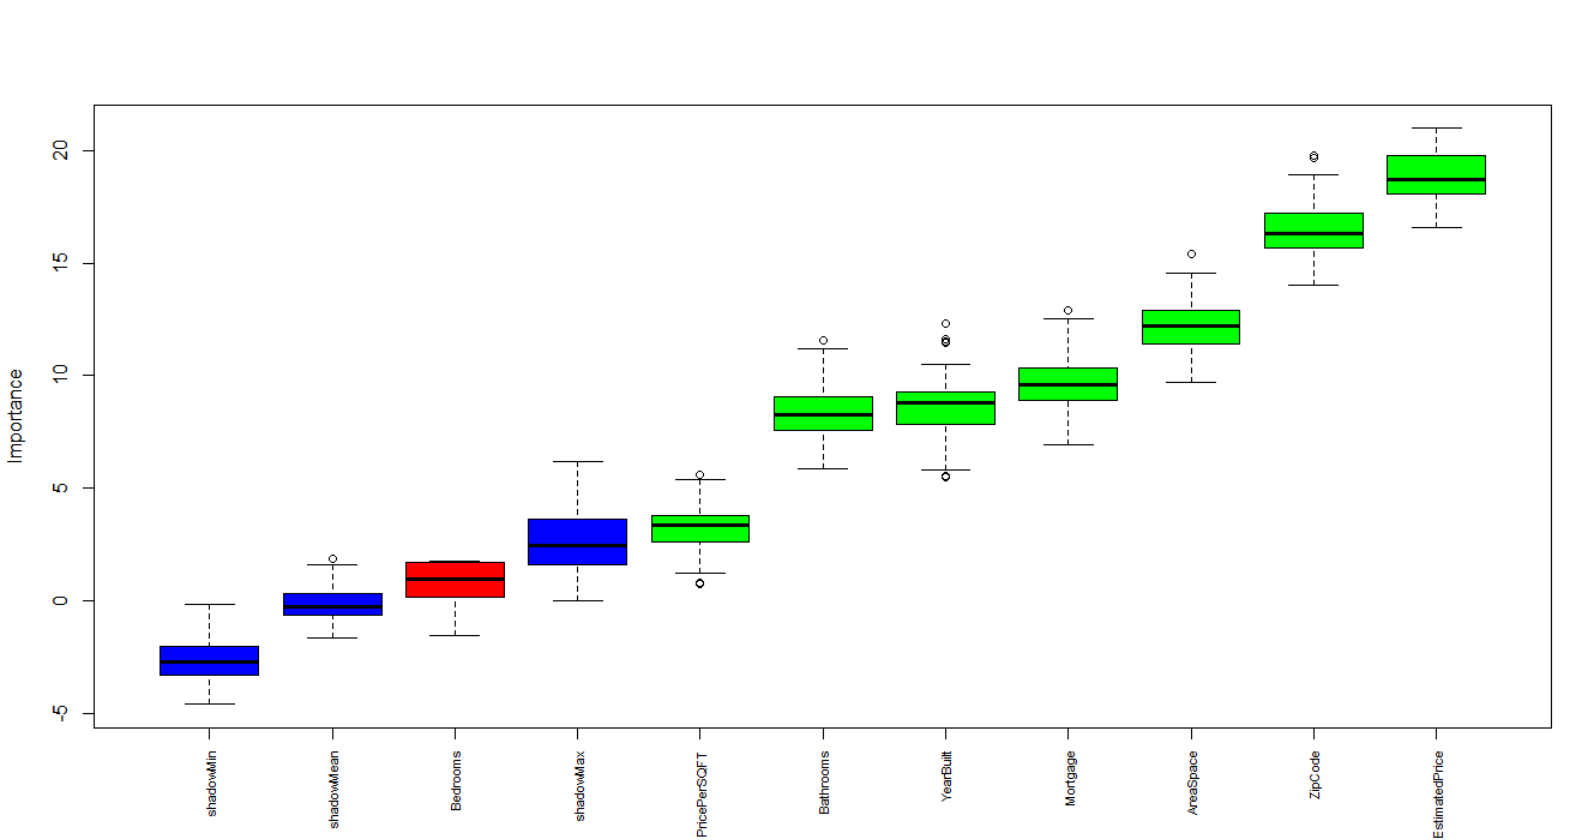 Importance
20
15
10
5
0
-5
shadowMin
shadowMean
Bedrooms
shadowMax
PricePerSQFT
Bathrooms
YearBuilt
Mortgage
AreaSpace
ZipCode
EstimatedPrice